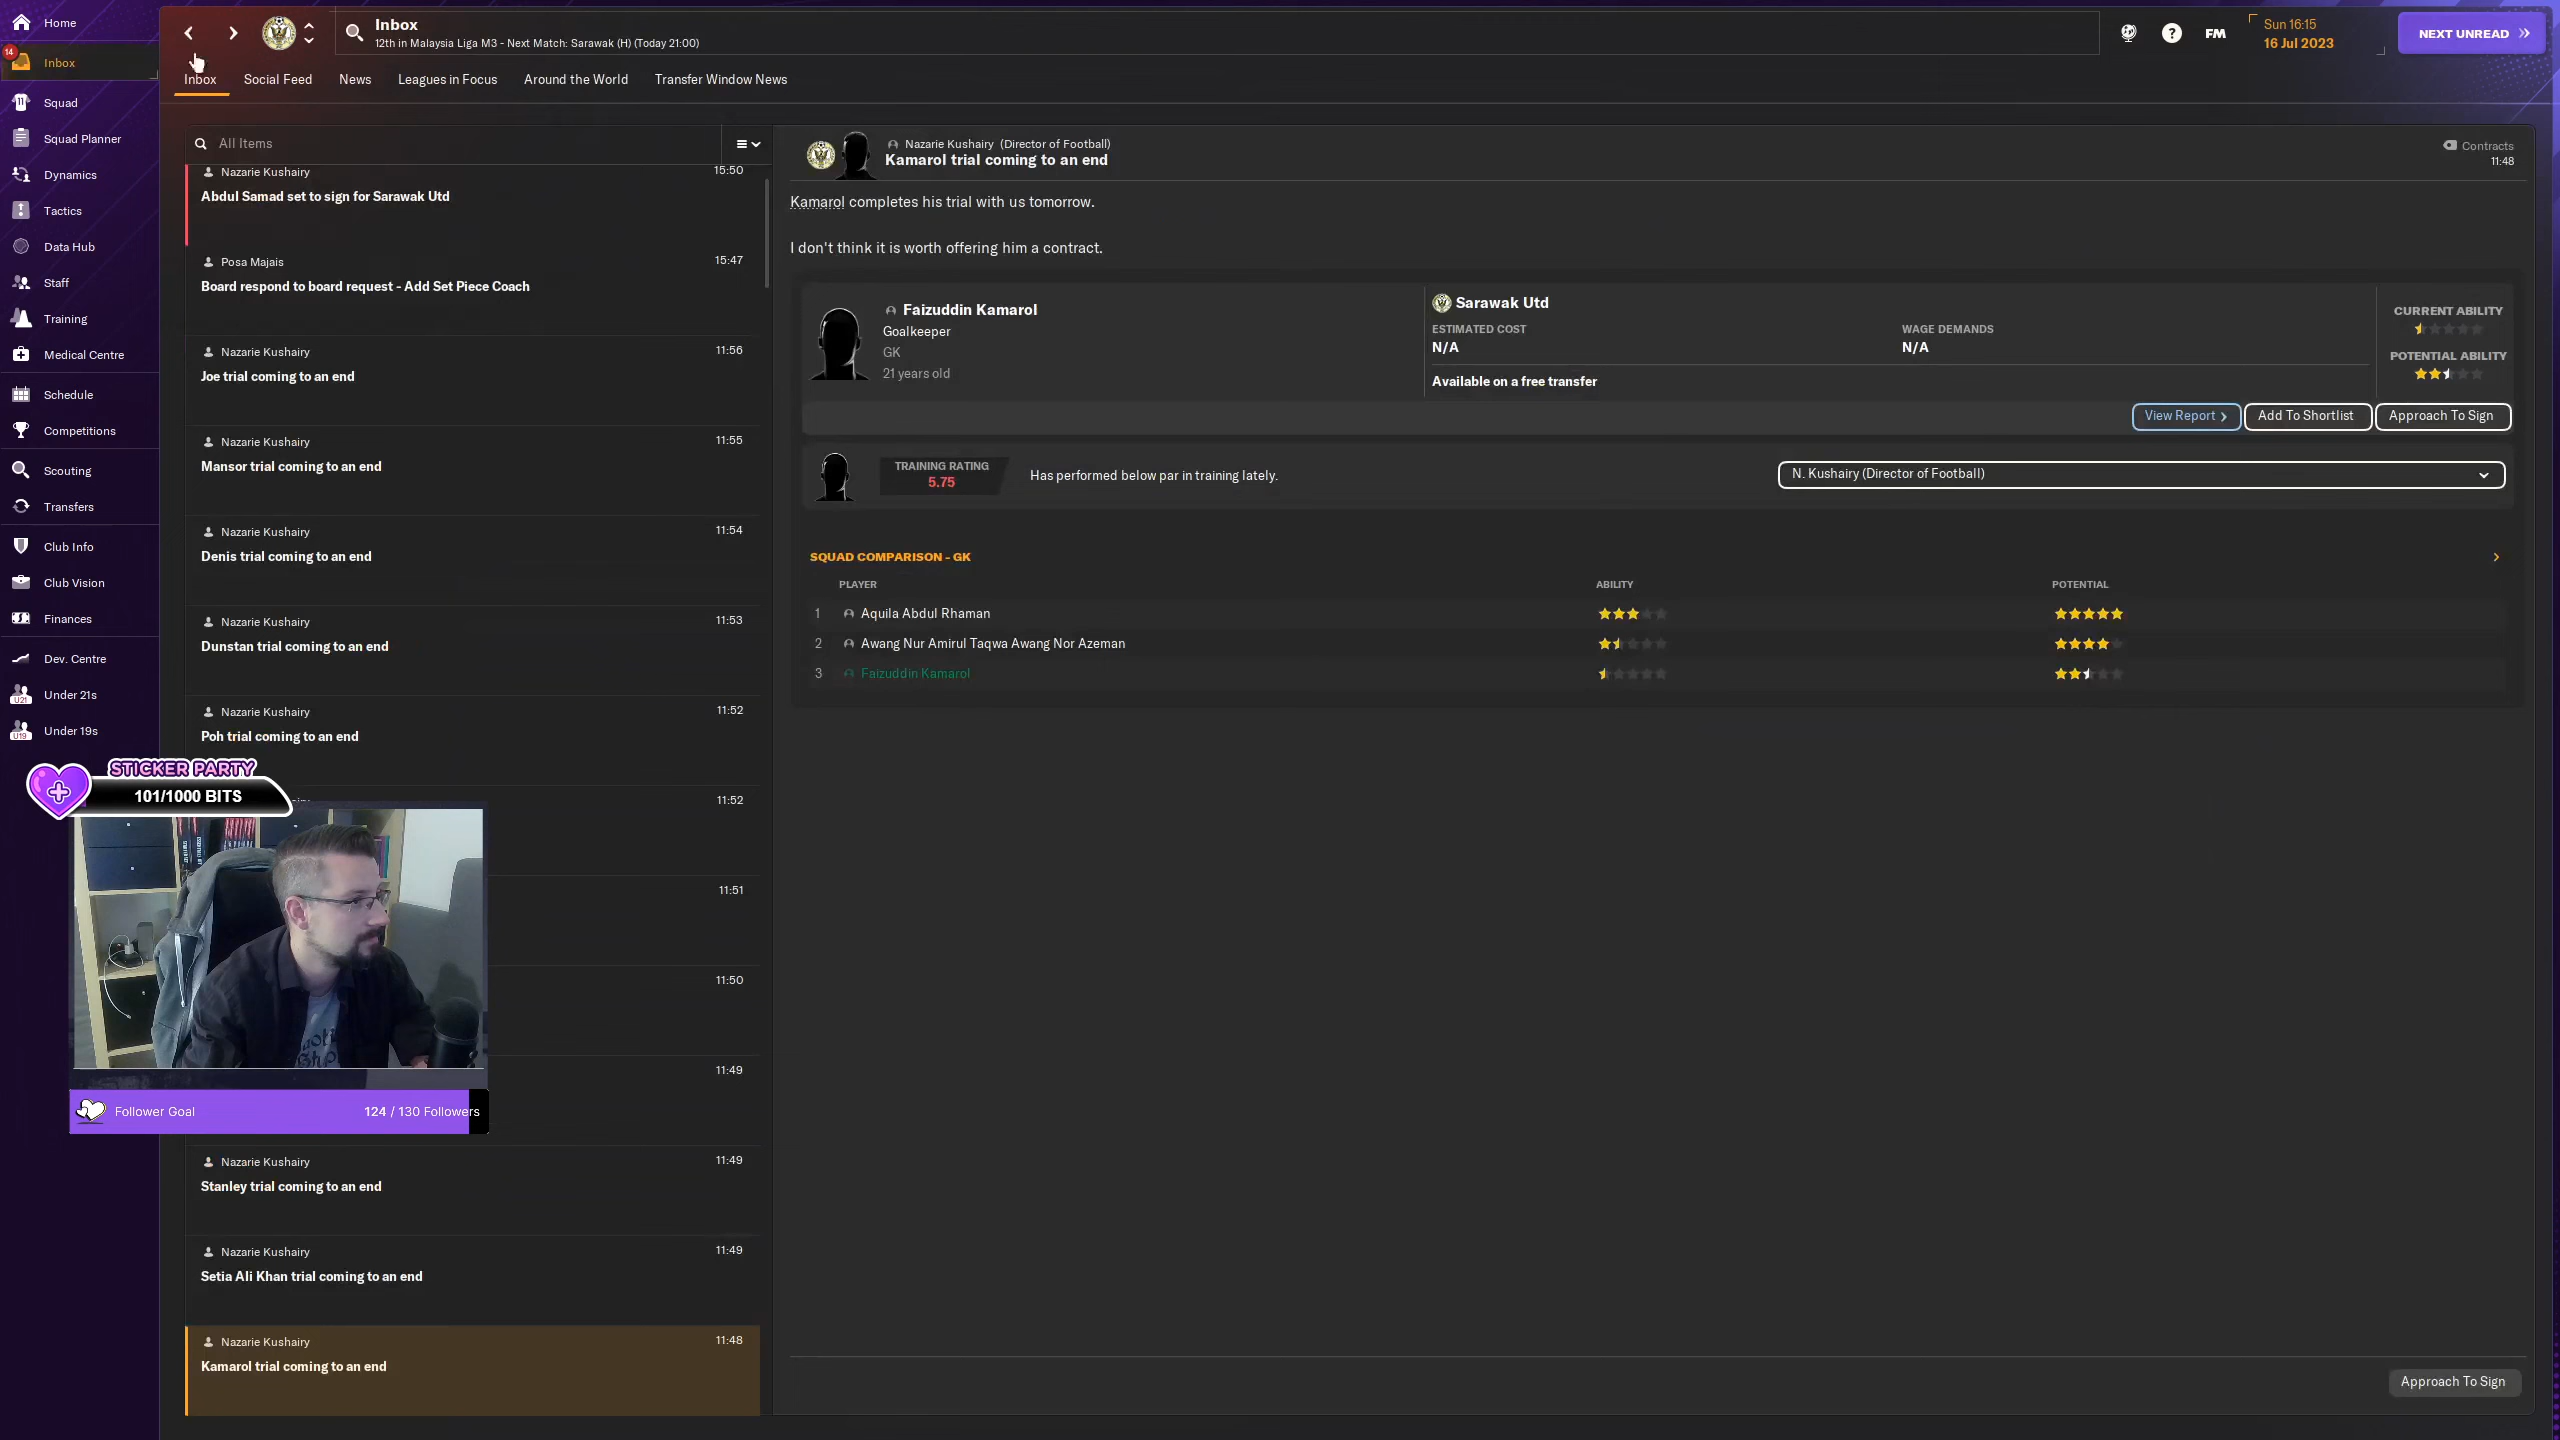 Home
14
Inbox
Squad
Squad Planner
Dynamics
Tactics
Data Hub
Staff
Training
Medical Centre
Schedule
Competitions
Scouting
Transfers
Club Info
Club Vision
Finances
Dev. Centre
U21
Under 21s
U19
Under 19s
Inbox
12th in Malaysia Liga M3 - Next Match: Sarawak (H) (Today 21:00)
?
FM
Sun 16:15
16 Jul 2023
NEXT UNREAD
Inbox
Social Feed
News
Leagues in Focus
Around the World
Transfer Window News
All Items
Nazarie Kushairy
15:50
Abdul Samad set to sign for Sarawak Utd
Posa Majais
15:47
Board respond to board request - Add Set Piece Coach
Nazarie Kushairy
11:56
Joe trial coming to an end
Nazarie Kushairy
11:55
Mansor trial coming to an end
Nazarie Kushairy
11:54
Denis trial coming to an end
Nazarie Kushairy
11:53
Dunstan trial coming to an end
Nazarie Kushairy
11:52
Poh trial coming to an end
11:52
11:51
11:50
11:49
Nazarie Kushairy
11:49
Stanley trial coming to an end
Nazarie Kushairy
11:49
Setia Ali Khan trial coming to an end
Nazarie Kushairy
11:48
Kamarol trial coming to an end
STICKER PARTY
101/1000 BITS
Follower Goal
124 / 130 Followers
Nazarie Kushairy (Director of Football)
Kamarol trial coming to an end
Contracts
11:48
Kamarol completes his trial with us tomorrow.
I don't think it is worth offering him a contract.
Faizuddin Kamarol
Goalkeeper
GK
21 years old
Sarawak Utd
ESTIMATED COST
N/A
WAGE DEMANDS
N/A
Available on a free transfer
CURRENT ABILITY
POTENTIAL ABILITY
View Report
Add To Shortlist
Approach To Sign
TRAINING RATING
5.75
Has performed below par in training lately.
N. Kushairy (Director of Football)
SQUAD COMPARISON - GK
PLAYER
ABILITY
POTENTIAL
1 Aquila Abdul Rhaman
2 Awang Nur Amirul Taqwa Awang Nor Azeman
3 Faizuddin Kamarol
Approach To Sign